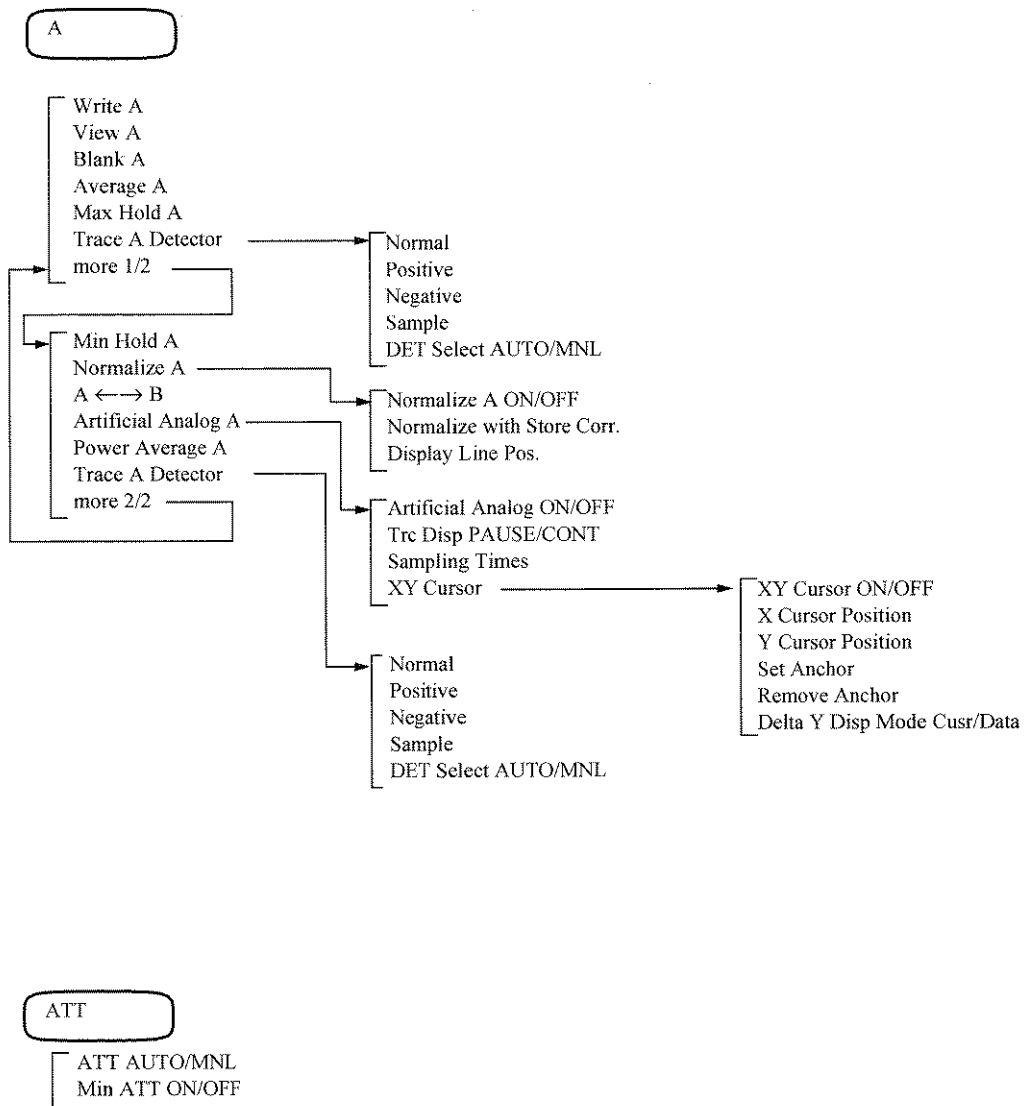 A
Write A
View A
Blank A
Average A
Max Hold A
Trace A Detector
more 1/2
Normal
Positive
Negative
Sample
DET Select AUTO/MNL
Min Hold A
Normalize A
A ←→ B
Artificial Analog A
Power Average A
Trace A Detector
more 2/2
Normalize A ON/OFF
Normalize with Store Corr.
Display Line Pos.
Artificial Analog ON/OFF
Trc Disp PAUSE/CONT
Sampling Times
XY Cursor
XY Cursor ON/OFF
X Cursor Position
Y Cursor Position
Set Anchor
Remove Anchor
Delta Y Disp Mode Cusr/Data
Normal
Positive
Negative
Sample
DET Select AUTO/MNL
ATT
ATT AUTO/MNL
Min ATT ON/OFF